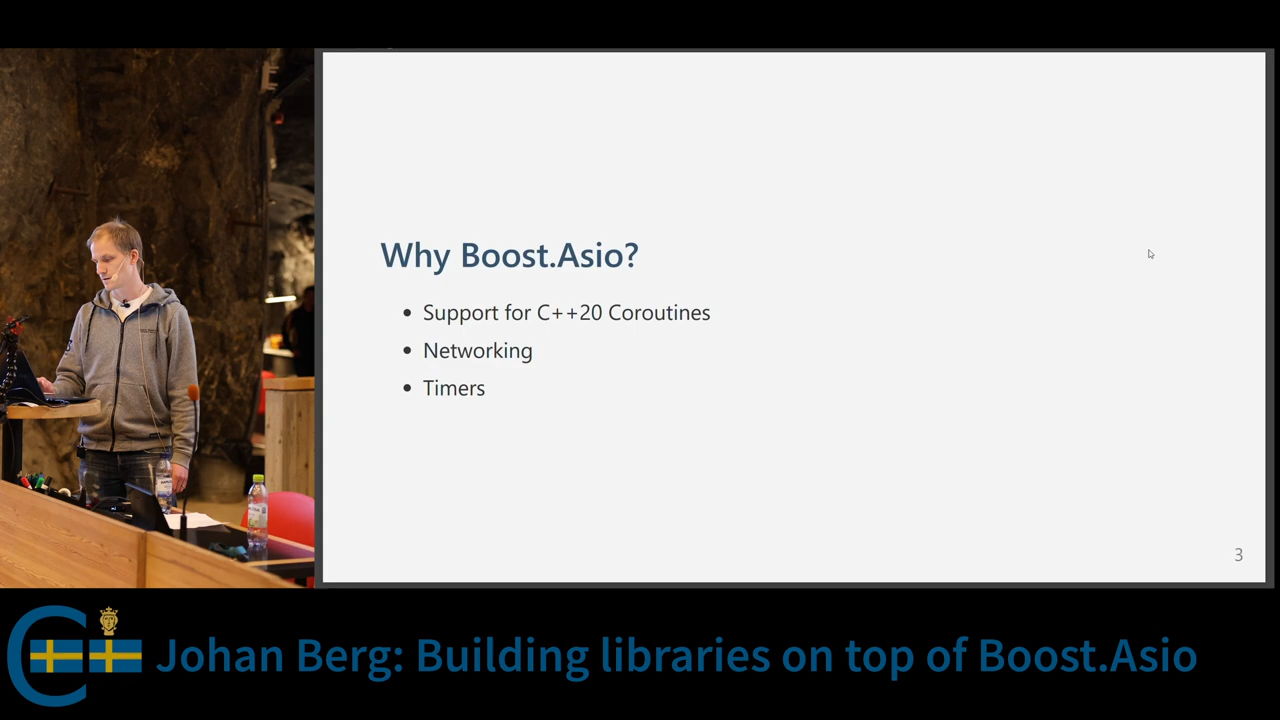 Why Boost.Asio?
• Support for C++20 Coroutines
• Networking
• Timers
3
Johan Berg: Building libraries on top of Boost.Asio